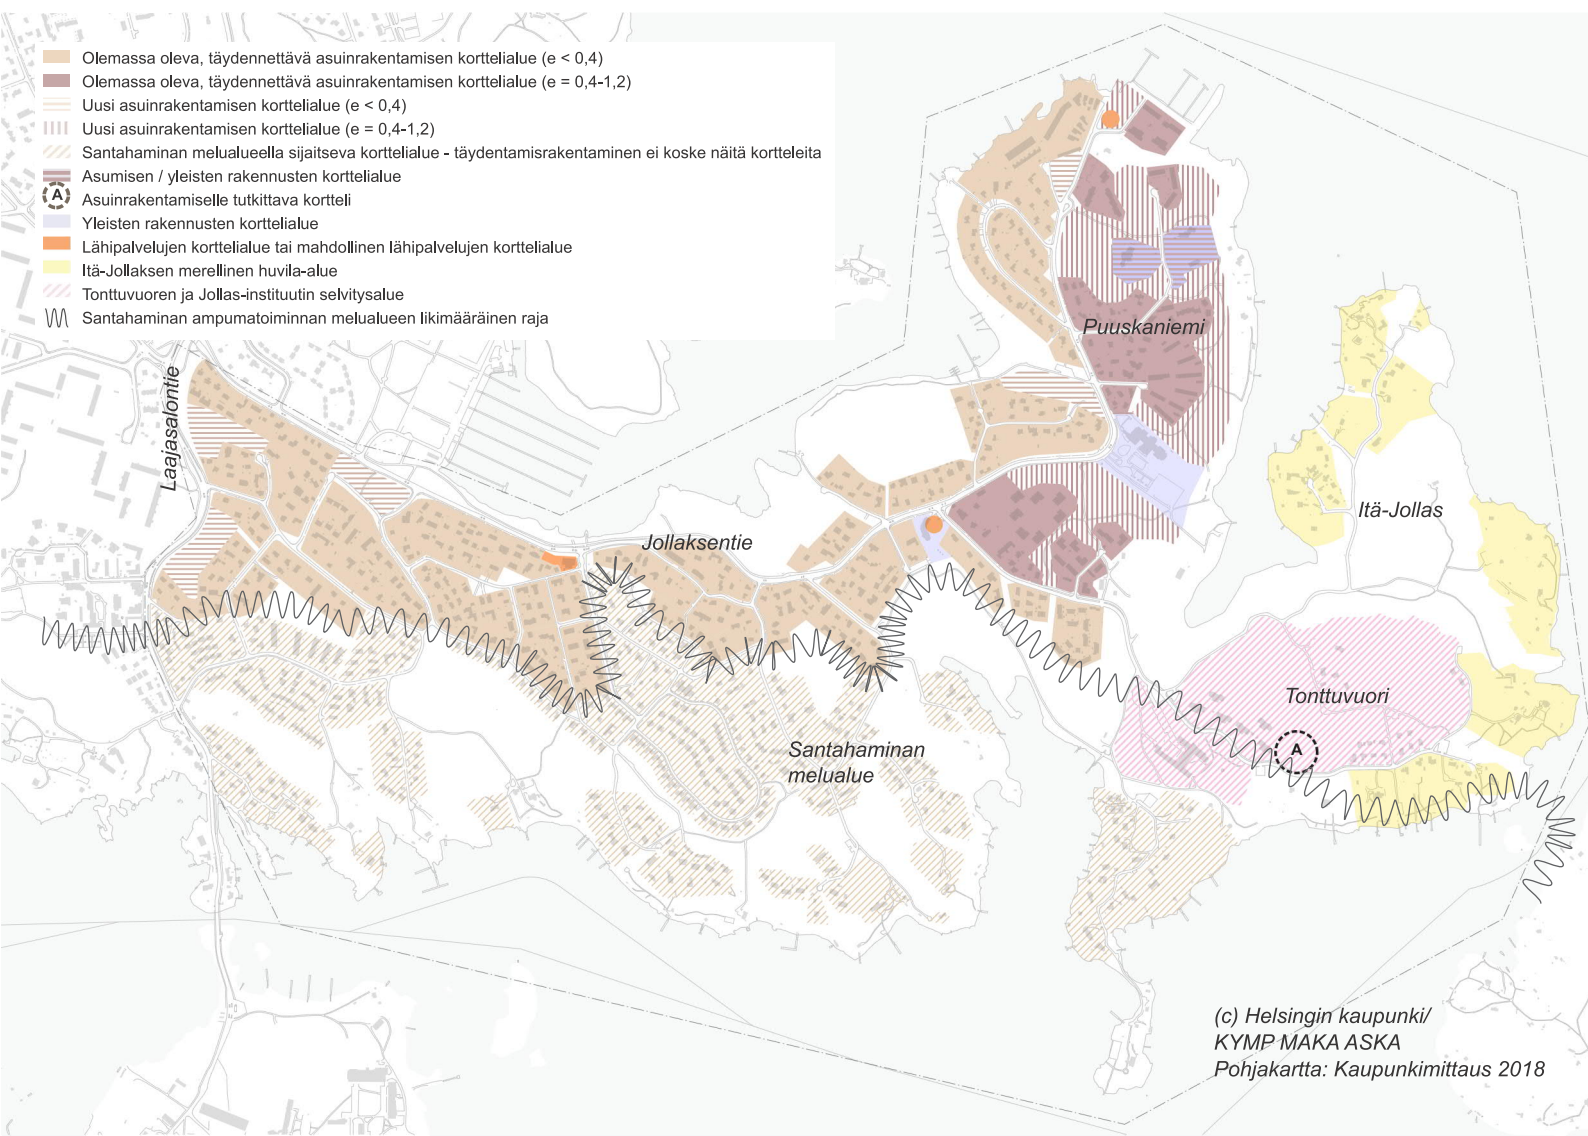 Olemassa oleva, täydennettävä asuinrakentamisen korttelialue (e < 0,4)
Olemassa oleva, täydennettävä asuinrakentamisen korttelialue (e = 0,4-1,2)
Uusi asuinrakentamisen korttelialue (e < 0,4)
Uusi asuinrakentamisen korttelialue (e = 0,4-1,2)
Santahaminan melualueella sijaitseva korttelialue - täydentamisrakentaminen ei koske näitä kortteleita
Asumisen / yleisten rakennusten korttelialue
A Asuinrakentamiselle tutkittava kortteli
Yleisten rakennusten korttelialue
Lähipalvelujen korttelialue tai mahdollinen lähipalvelujen korttelialue
Itä-Jollaksen merellinen huvila-alue
Tonttuvuoren ja Jollas-instituutin selvitysalue
Santahaminan ampumatoiminnan melualueen likimääräinen raja
Puuskaniemi
Laajasalontie
Itä-Jollas
Jollaksentie
Tonttuvuori
A
Santahaminan
melualue
(c) Helsingin kaupunki/
KYMP MAKA ASKA
Pohjakartta: Kaupunkimittaus 2018